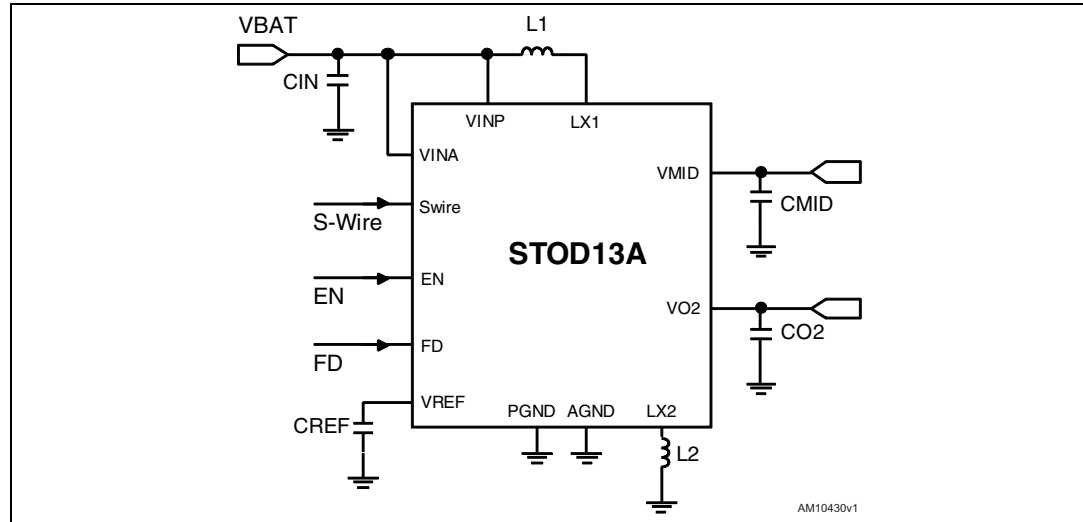 VBAT
L1
CIN
VINP
LX1
VINA
VMID
CMID
Swire
S-Wire
STOD13A
EN
EN
VO2
CO2
FD
FD
VREF
PGND
AGND
LX2
CREF
L2
AM10430v1